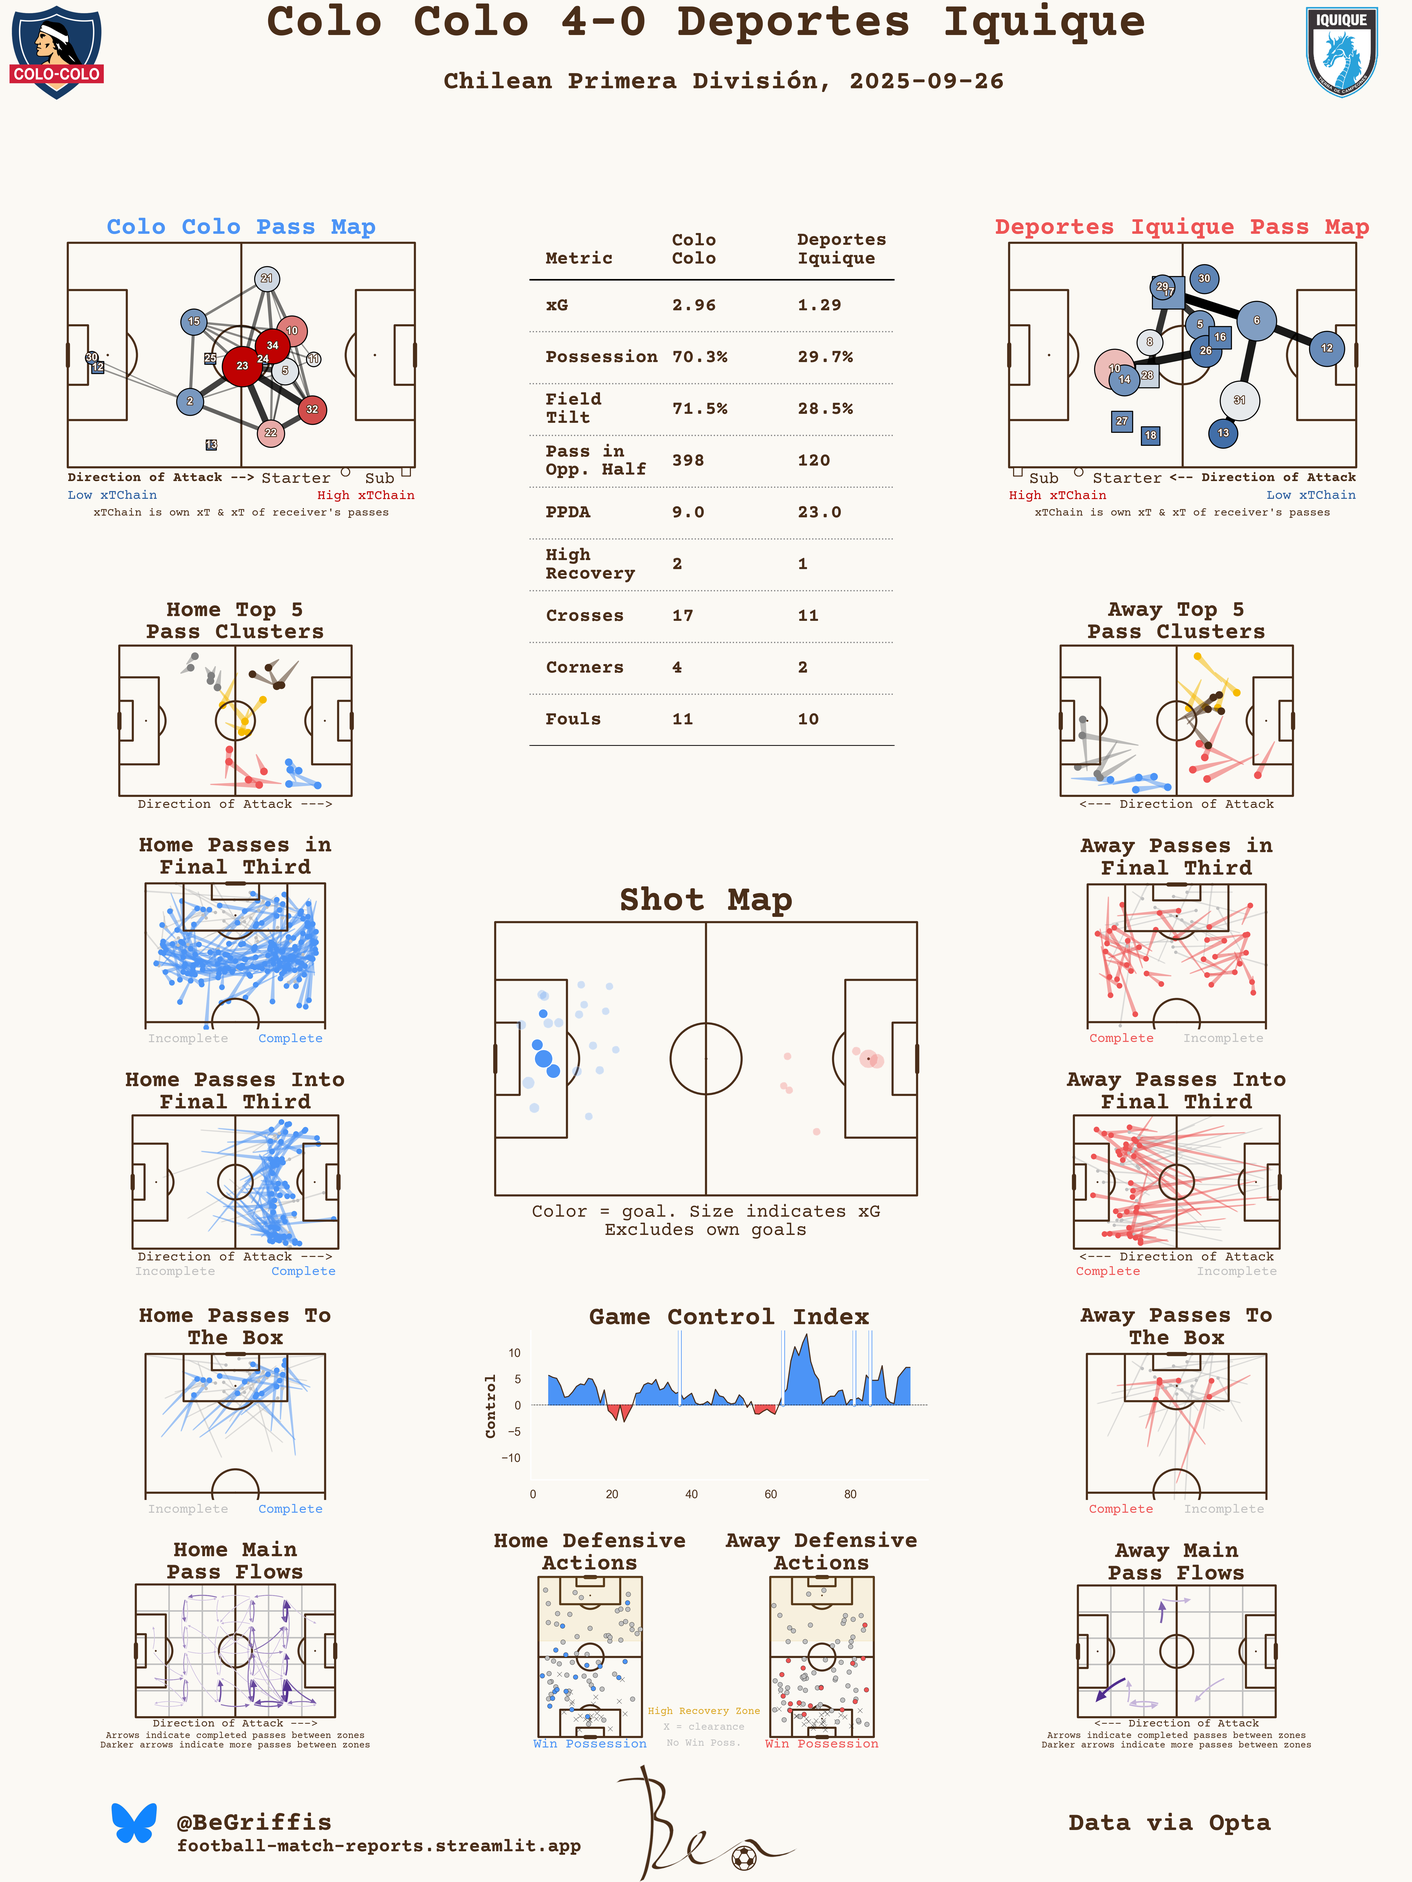 Colo Colo 4-0 Deportes Iquique
Chilean Primera División, 2025-09-26
COLO-COLO
IQUIQUE
Colo Colo Pass Map
21
15
10
34
30
12
25
24
11
23
5
2
32
22
13
Direction of Attack --> Starter Sub
Low xTChain High xTChain
xTChain is own xT & xT of receiver's passes
Metric Colo Colo Deportes Iquique
xG 2.96 1.29
Possession 70.3% 29.7%
Field Tilt 71.5% 28.5%
Pass in Opp. Half 398 120
PPDA 9.0 23.0
High Recovery 2 1
Crosses 17 11
Corners 4 2
Fouls 11 10
Deportes Iquique Pass Map
29
17
30
5
6
16
8
26
12
10
14
28
31
27
18
13
Sub Starter <-- Direction of Attack
High xTChain Low xTChain
xTChain is own xT & xT of receiver's passes
Home Top 5
Pass Clusters
Direction of Attack --->
Away Top 5
Pass Clusters
<--- Direction of Attack
Home Passes in
Final Third
Incomplete Complete
Away Passes in
Final Third
Complete Incomplete
Shot Map
Color = goal. Size indicates xG
Excludes own goals
Home Passes Into
Final Third
Direction of Attack --->
Incomplete Complete
Away Passes Into
Final Third
<--- Direction of Attack
Complete Incomplete
Home Passes To
The Box
Incomplete Complete
Game Control Index
Control
10
5
0
−5
−10
0 20 40 60 80
Away Passes To
The Box
Complete Incomplete
Home Main
Pass Flows
Direction of Attack --->
Arrows indicate completed passes between zones
Darker arrows indicate more passes between zones
Home Defensive
Actions
Win Possession
High Recovery Zone
X = clearance
No Win Poss.
Away Defensive
Actions
Win Possession
Away Main
Pass Flows
<--- Direction of Attack
Arrows indicate completed passes between zones
Darker arrows indicate more passes between zones
@BeGriffis
football-match-reports.streamlit.app
Ben
Data via Opta